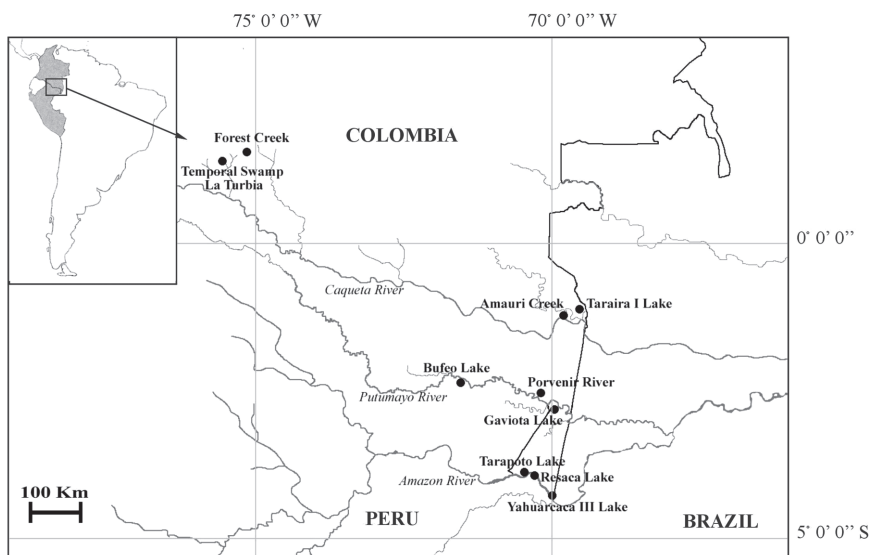 75° 0' 0'' W
70° 0' 0'' W
COLOMBIA
Forest Creek
Temporal Swamp
La Turbia
0° 0' 0''
Caqueta River
Amauri Creek
Taraira I Lake
Bufeo Lake
Porvenir River
Putumayo River
Gaviota Lake
Tarapoto Lake
Resaca Lake
Amazon River
100 Km
Yahuarcaca III Lake
PERU
BRAZIL
5° 0' 0'' S